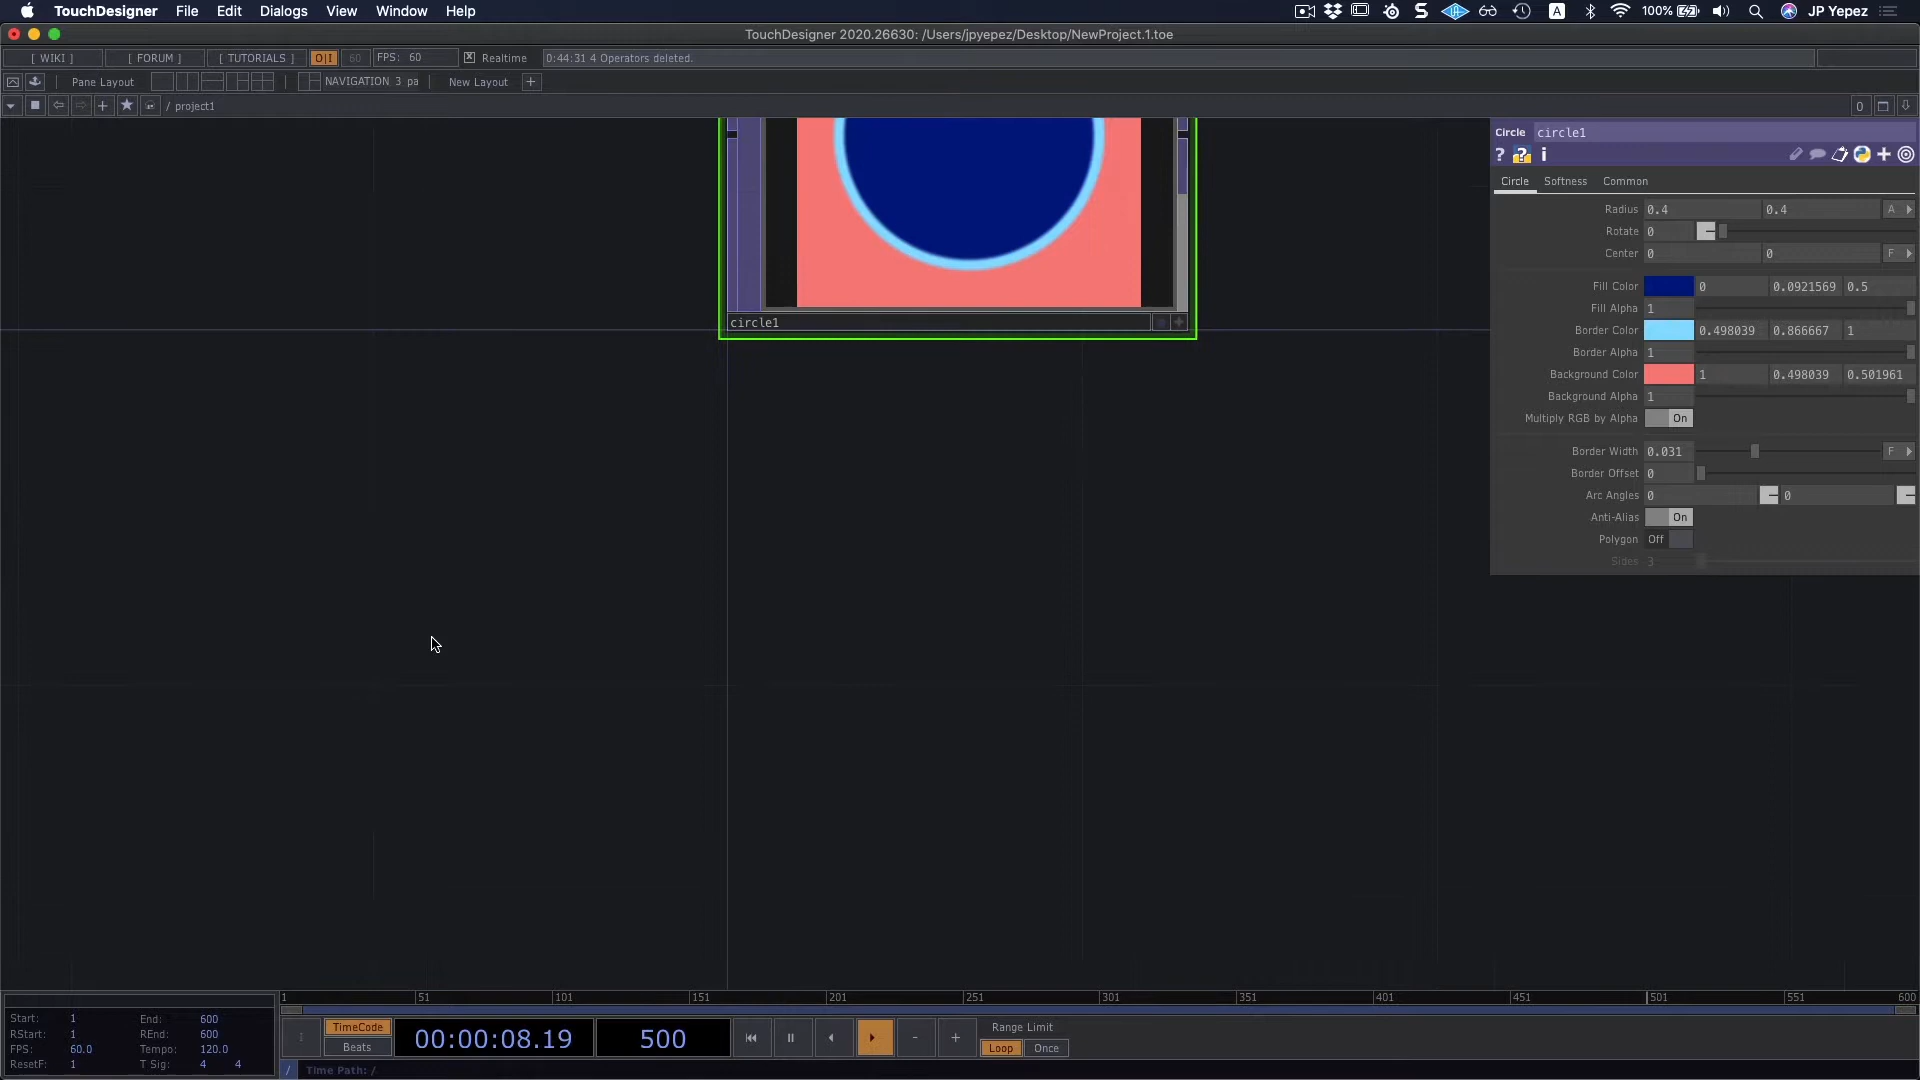 TouchDesigner File Edit Dialogs View Window Help 100% JP Yepez
TouchDesigner 2020.26630: /Users/jpyepez/Desktop/NewProject.1.toe
[ WIKI ] [ FORUM ] [ TUTORIALS ] O|I 60 FPS: 60 Realtime 0:44:31 4 Operators deleted.
Pane Layout NAVIGATION 3 pa New Layout +
/ project1 0
Circle circle1
? ? i
Circle Softness Common
Radius 0.4 0.4 A
Rotate 0
Center 0 0 F
Fill Color 0 0.0921569 0.5
Fill Alpha 1
Border Color 0.498039 0.866667 1
Border Alpha 1
Background Color 1 0.498039 0.501961
Background Alpha 1
Multiply RGB by Alpha On
Border Width 0.031 F
Border Offset 0
Arc Angles 0 0
Anti-Alias On
Polygon Off
Sides 3
circle1
1 51 101 151 201 251 301 351 401 451 501 551 600
Start: 1 End: 600
RStart: 1 REnd: 600
FPS: 60.0 Tempo: 120.0
ResetF: 1 T Sig: 4 4
TimeCode
Beats
00:00:08.19 500
- +
Range Limit
Loop Once
/ Time Path: /